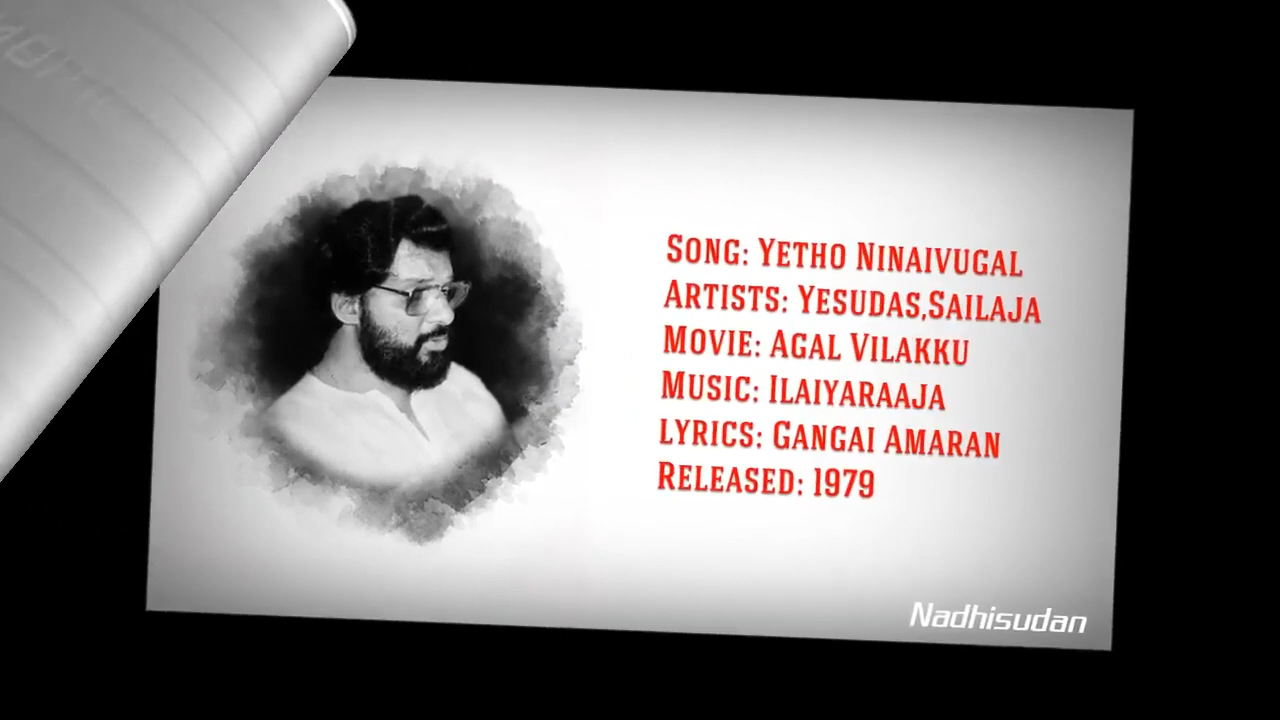 Song: Yetho Ninaivugal
Artists: Yesudas,Sailaja
Movie: Agal Vilakku
Music: Ilaiyaraaja
Lyrics: Gangai Amaran
Released: 1979
Nadhisudan